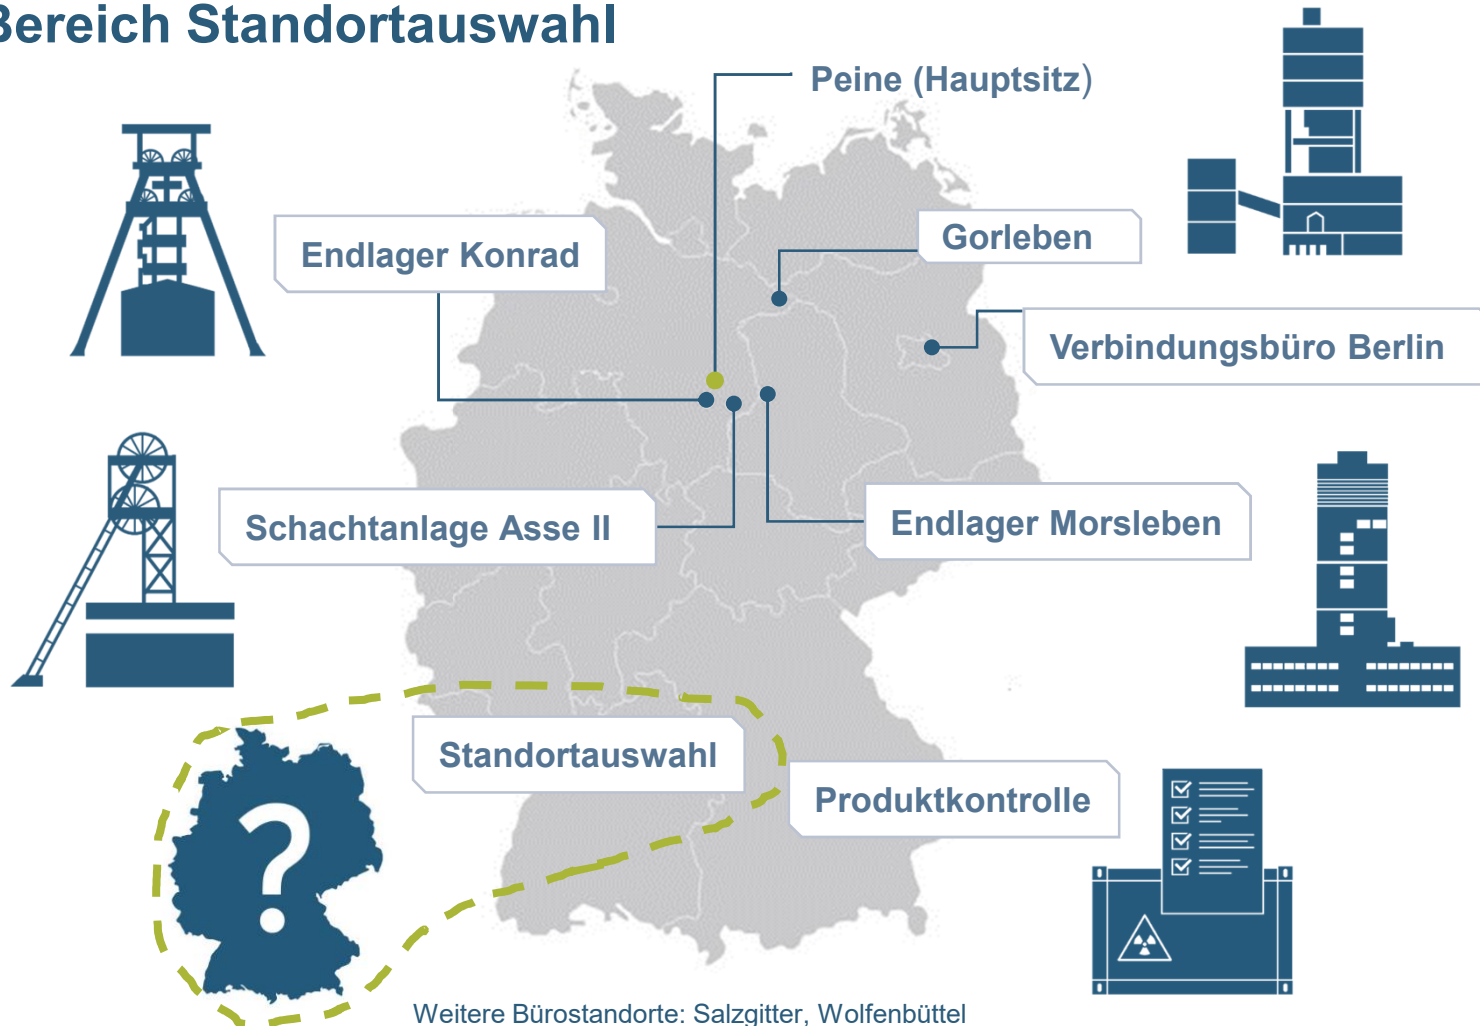 Bereich Standortauswahl
Peine (Hauptsitz)
Gorleben
Endlager Konrad
Verbindungsbüro Berlin
Schachtanlage Asse II
Endlager Morsleben
Standortauswahl
Produktkontrolle
?
Weitere Bürostandorte: Salzgitter, Wolfenbüttel